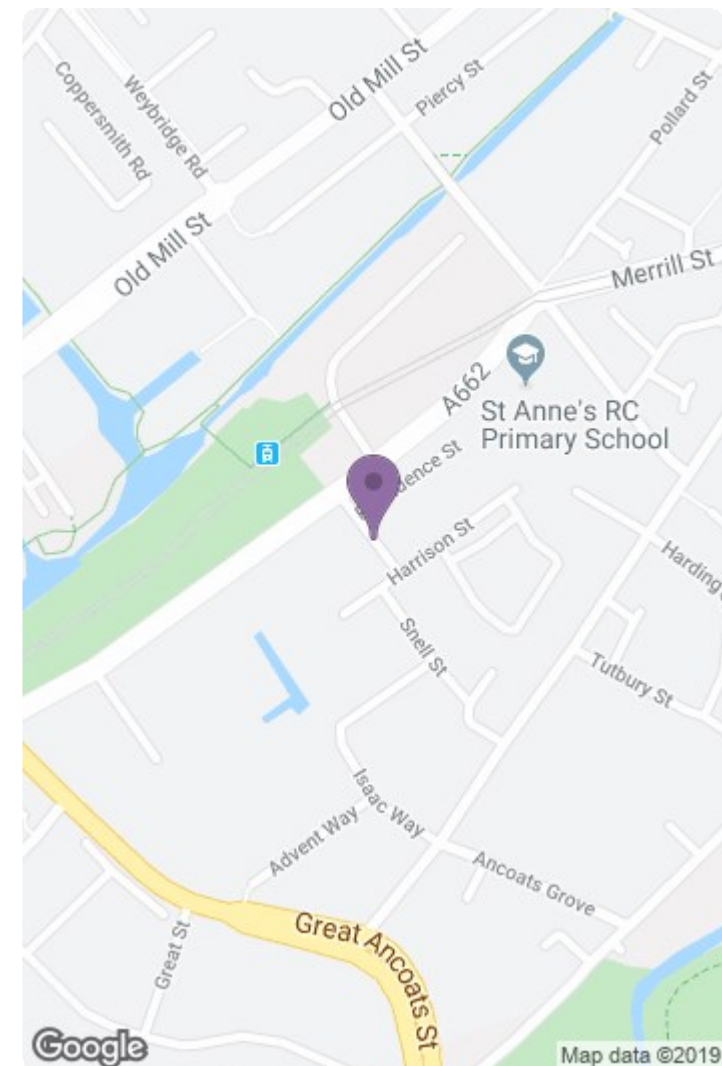 Old Mill St
Piercy St
Pollard St
Coppersmith Rd
Weybridge Rd
Old Mill St
Merrill St
A662
St Anne's RC
Primary School
Harrison St
Snell St
Tutbury St
Isaac Way
Advent Way
Ancoats Grove
Great Ancoats St
Great St
Google
Map data ©2019